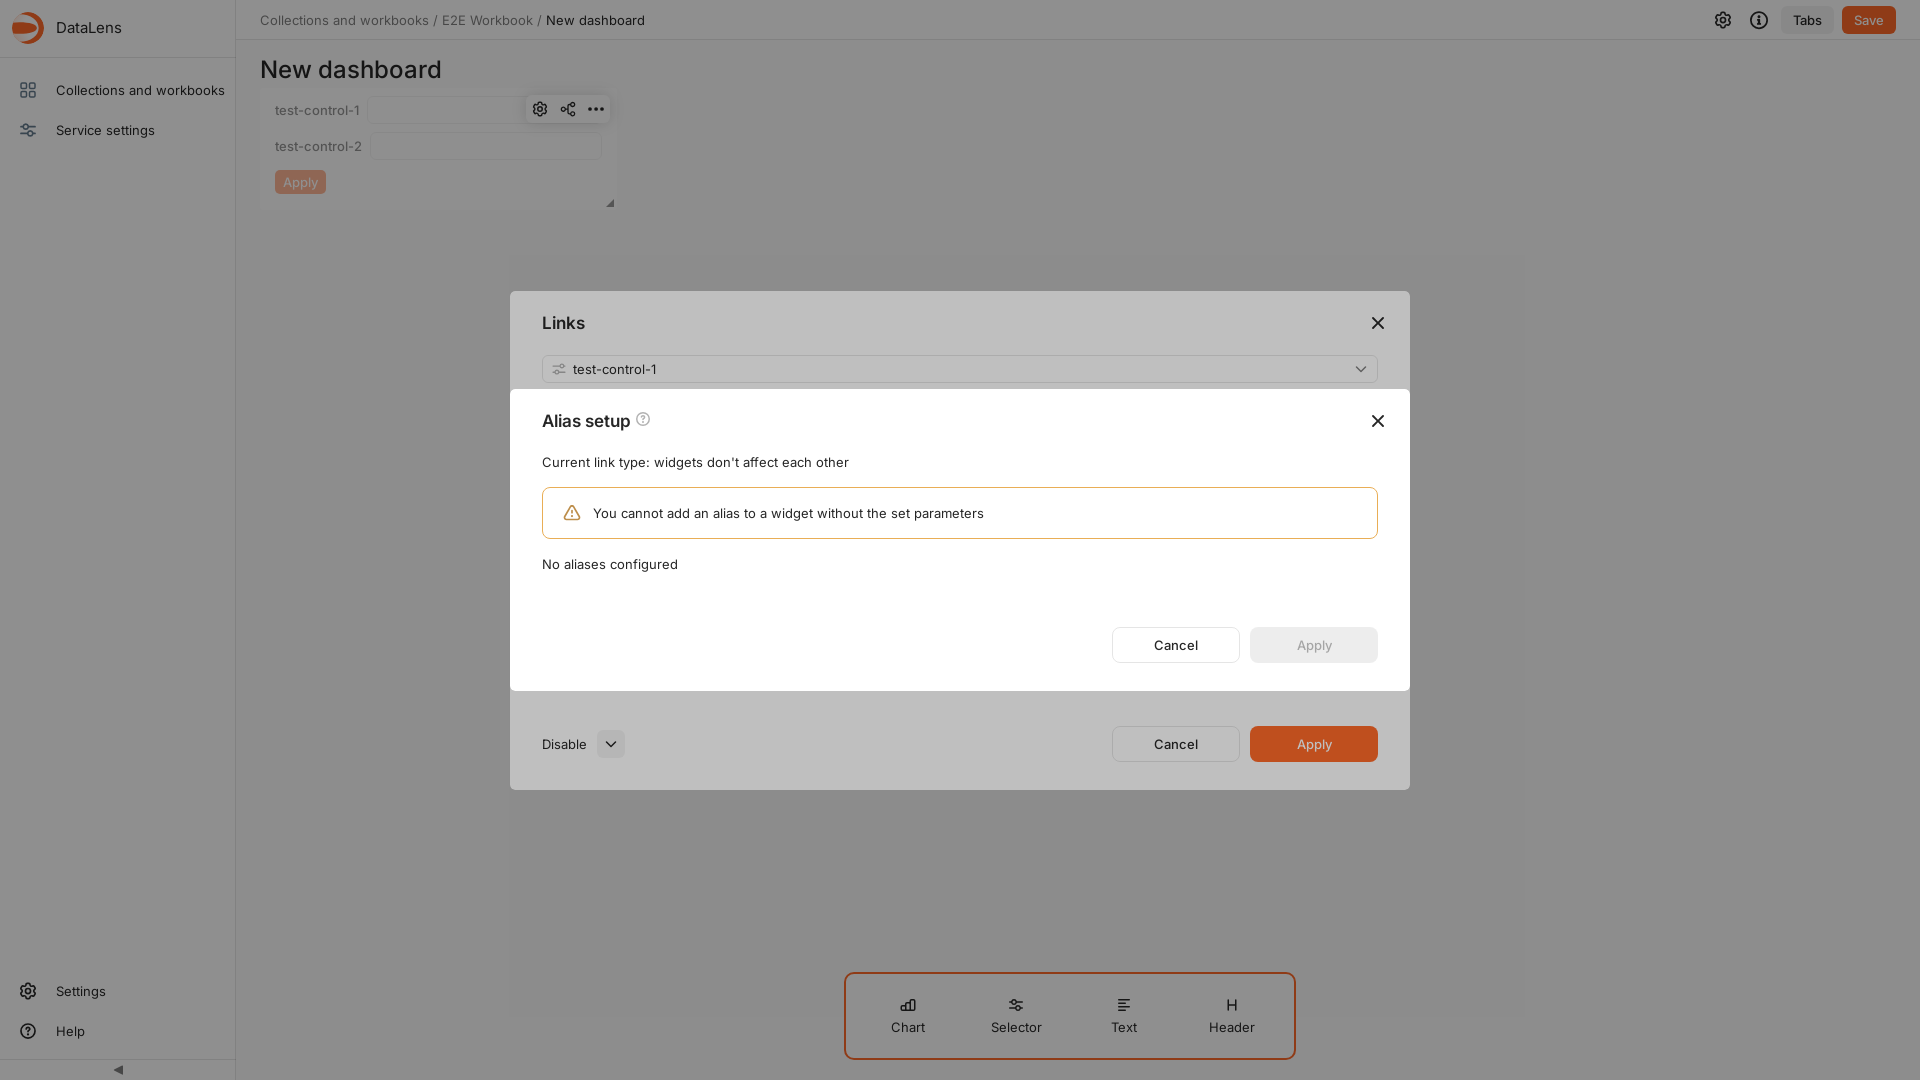 DataLens
Collections and workbooks / E2E Workbook / New dashboard
Tabs
Save
Collections and workbooks
Service settings
New dashboard
test-control-1
test-control-2
Apply
Links
test-control-1
Alias setup
Current link type: widgets don't affect each other
You cannot add an alias to a widget without the set parameters
No aliases configured
Cancel
Apply
Disable
Cancel
Apply
Chart
Selector
Text
Header
Settings
Help